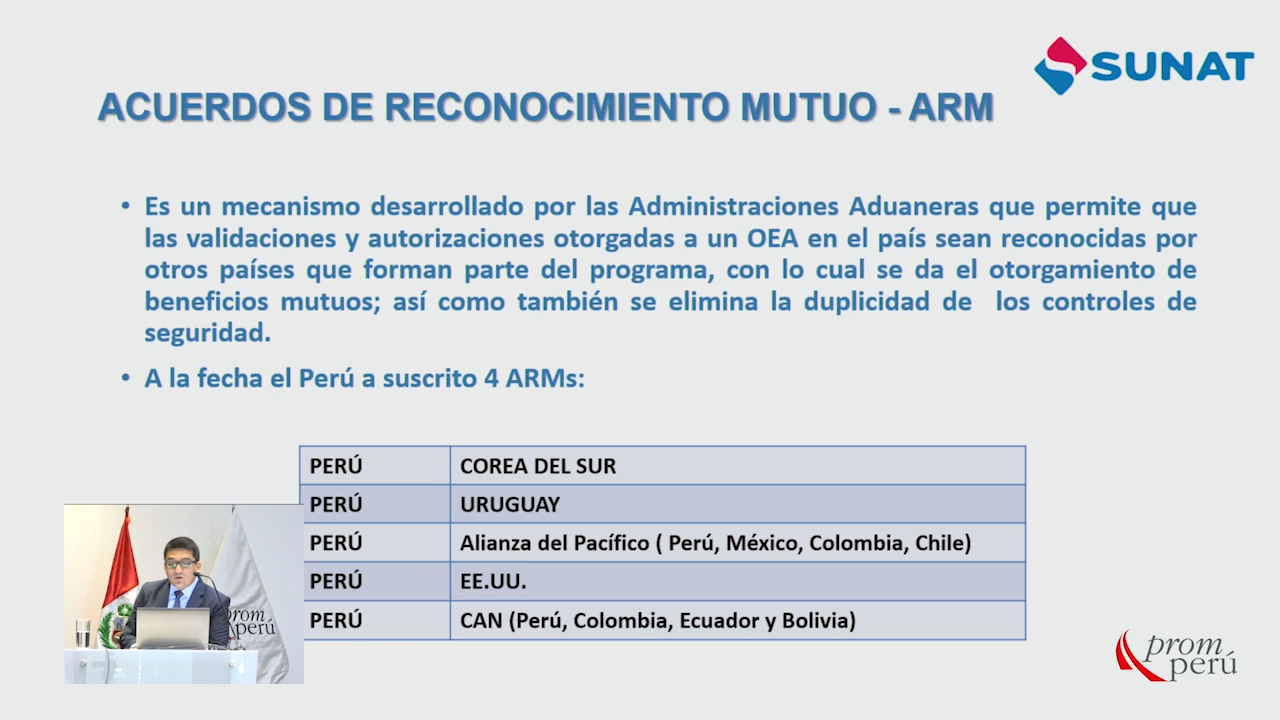 SUNAT
ACUERDOS DE RECONOCIMIENTO MUTUO - ARM
• Es un mecanismo desarrollado por las Administraciones Aduaneras que permite que
las validaciones y autorizaciones otorgadas a un OEA en el país sean reconocidas por
otros países que forman parte del programa, con lo cual se da el otorgamiento de
beneficios mutuos; así como también se elimina la duplicidad de los controles de
seguridad.
• A la fecha el Perú a suscrito 4 ARMs:
PERÚ COREA DEL SUR
PERÚ URUGUAY
PERÚ Alianza del Pacífico ( Perú, México, Colombia, Chile)
PERÚ EE.UU.
PERÚ CAN (Perú, Colombia, Ecuador y Bolivia)
prom
perú
prom
perú